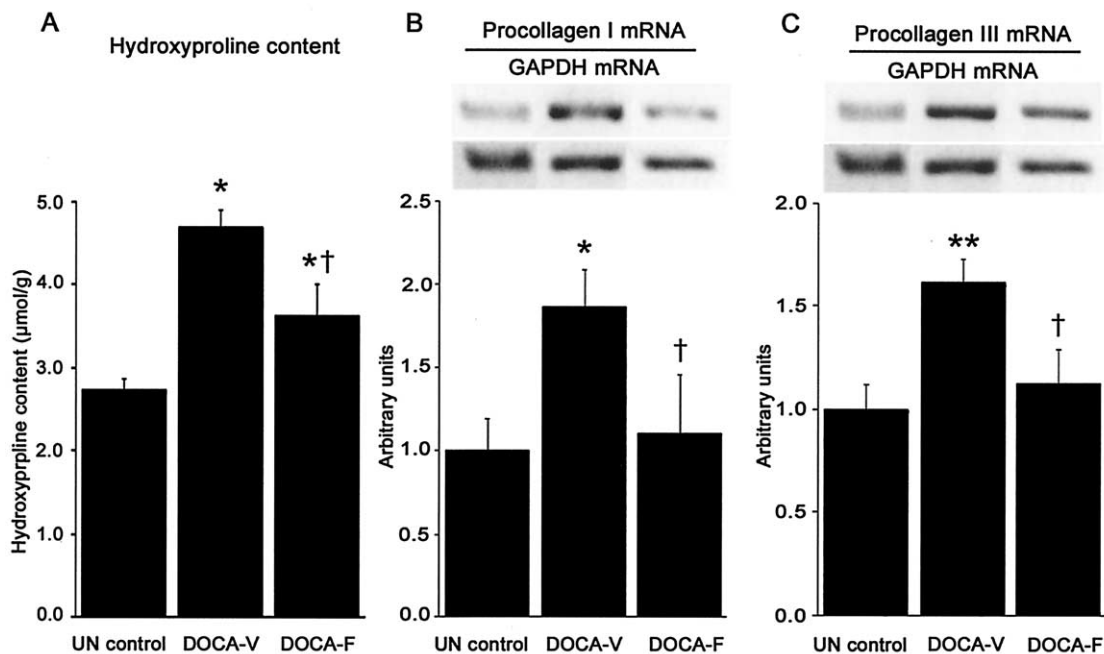 A
Hydroxyproline content
5.0
4.0
3.0
2.0
1.0
0.0
Hydroxyprpline content (µmol/g)
*
*†
UN control DOCA-V DOCA-F
B
Procollagen I mRNA
GAPDH mRNA
2.5
2.0
1.5
1.0
0.5
0.0
Arbitrary units
*
†
UN control DOCA-V DOCA-F
C
Procollagen III mRNA
GAPDH mRNA
2.0
1.5
1.0
0.5
0.0
Arbitrary units
**
†
UN control DOCA-V DOCA-F